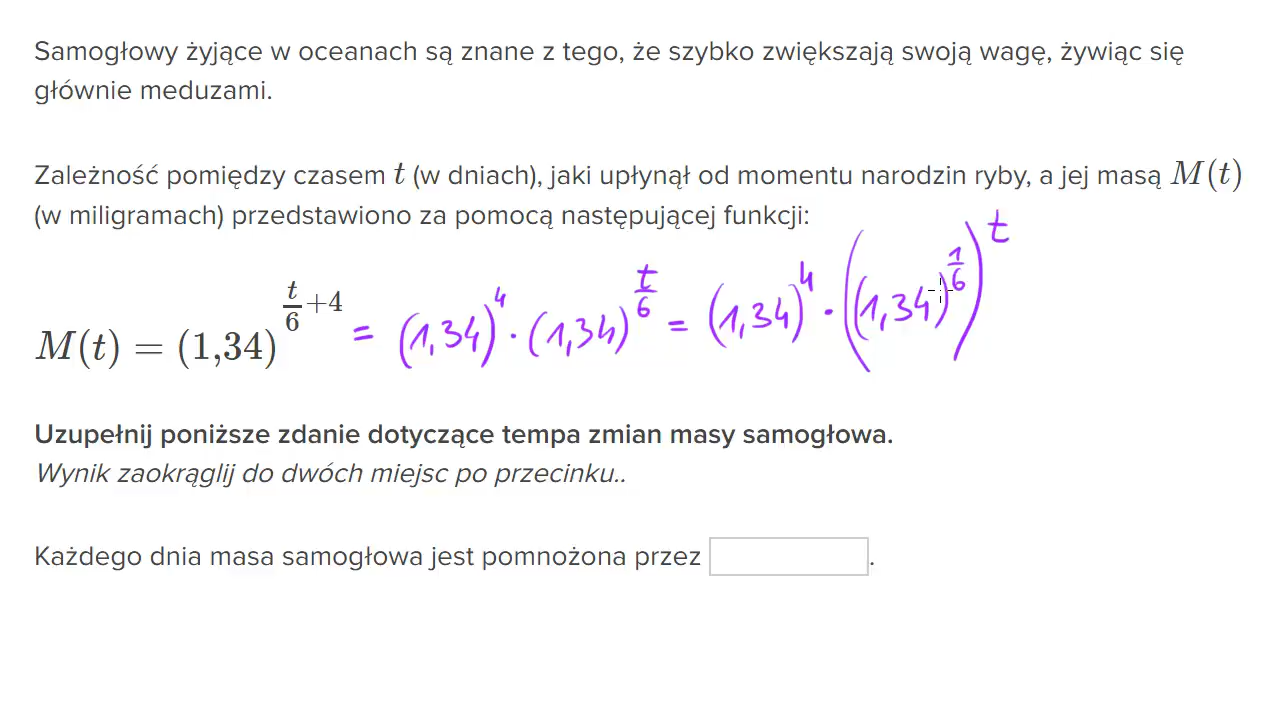 Samogłowy żyjące w oceanach są znane z tego, że szybko zwiększają swoją wagę, żywiąc się
głównie meduzami.
Zależność pomiędzy czasem t (w dniach), jaki upłynął od momentu narodzin ryby, a jej masą M(t)
(w miligramach) przedstawiono za pomocą następującej funkcji:
M(t) = (1,34)^{t/6+4} = (1,34)^4 · (1,34)^{t/6} = (1,34)^4 · ((1,34)^{1/6})^t
Uzupełnij poniższe zdanie dotyczące tempa zmian masy samogłowa.
Wynik zaokrąglij do dwóch miejsc po przecinku..
Każdego dnia masa samogłowa jest pomnożona przez .